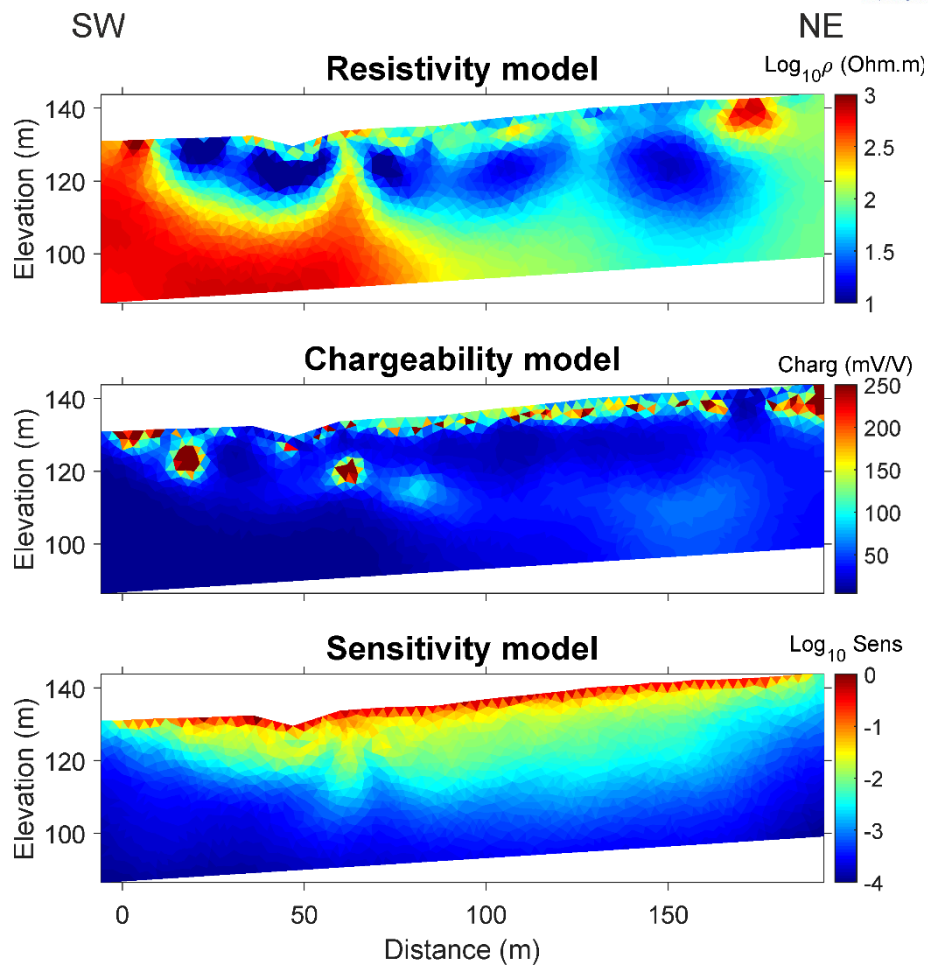 SW
NE
Resistivity model
Log10ρ (Ohm.m)
Elevation (m)
140
120
100
3
2.5
2
1.5
1
Chargeability model
Charg (mV/V)
Elevation (m)
140
120
100
250
200
150
100
50
Sensitivity model
Log10 Sens
Elevation (m)
140
120
100
0
-1
-2
-3
-4
0
50
100
150
Distance (m)